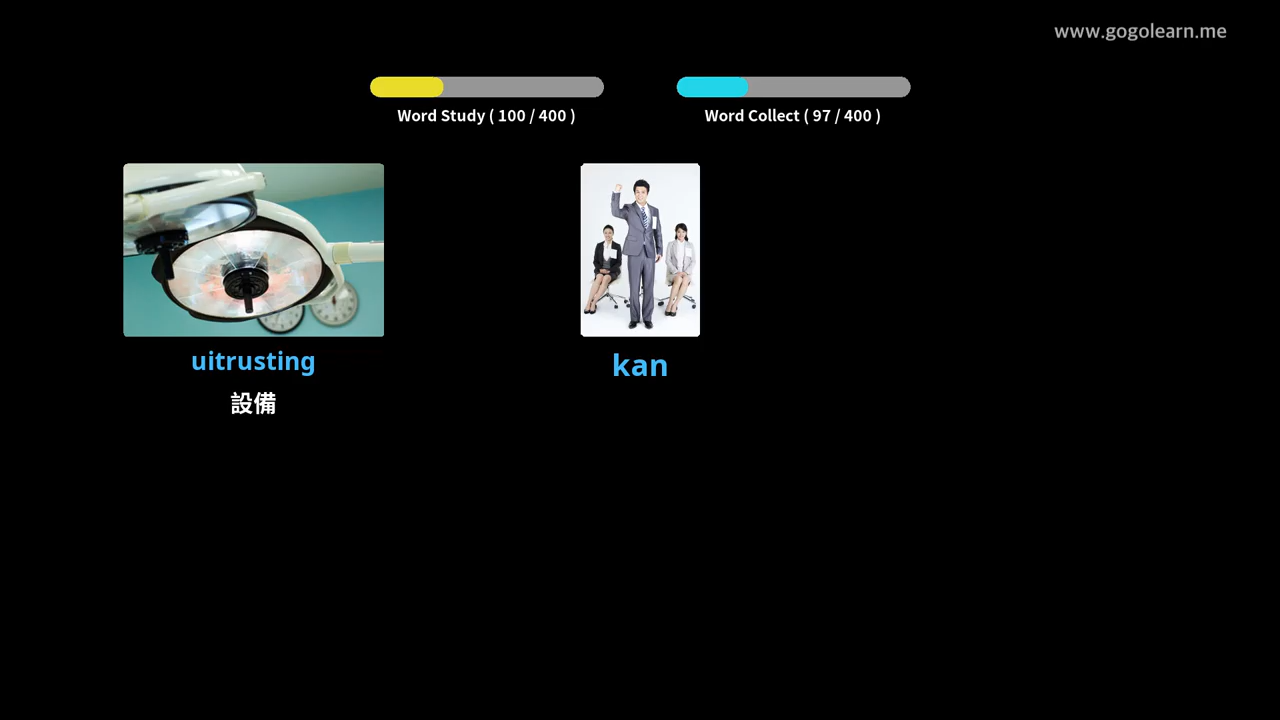 www.gogolearn.me
Word Study ( 100 / 400 )
Word Collect ( 97 / 400 )
uitrusting
設備
kan